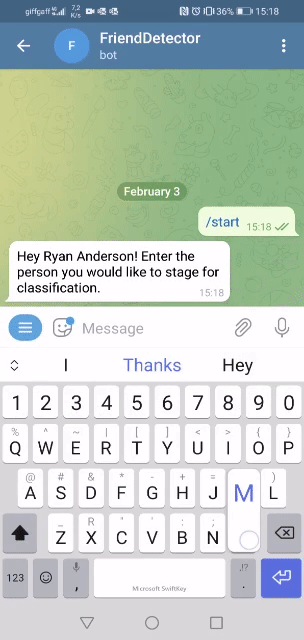 giffgaff 4G 7,2 K/s 36% 15:18
F FriendDetector
bot
February 3
/start 15:18
Hey Ryan Anderson! Enter the
person you would like to stage for
classification.
15:18
Message
I Thanks Hey
1 2 3 4 5 6 7 8 9 0
% ^ ~ | [ ] < > { }
Q W E R T Y U I O P
@ # & * - + = )
A S D F G H J M L
_ R " ' : ;
Z X C V B N
123 , Microsoft SwiftKey ,!? .